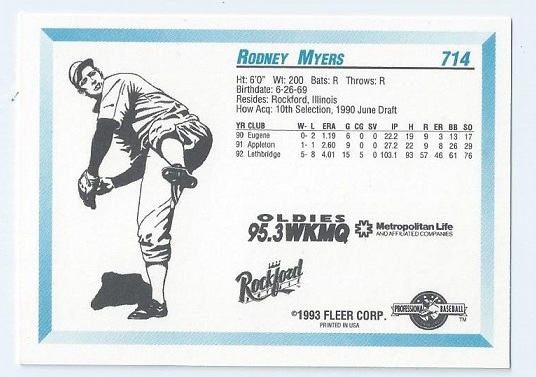 RODNEY MYERS 714
Ht: 6'0" Wt: 200 Bats: R Throws: R
Birthdate: 6-26-69
Resides: Rockford, Illinois
How Acq: 10th Selection, 1990 June Draft
YR CLUB W- L ERA G CG SV IP H R ER BB SO
90 Eugene 0- 2 1.19 6 0 0 22.2 19 9 3 13 17
91 Appleton 1- 1 2.60 9 0 0 27.2 22 9 8 26 29
92 Lethbridge 5- 8 4.01 15 5 0 103.1 93 57 46 61 76
OLDIES
95.3 WKMQ
Metropolitan Life
AND AFFILIATED COMPANIES
Rockford
©1993 FLEER CORP.
PRINTED IN USA
PROFESSIONAL BASEBALL
TM